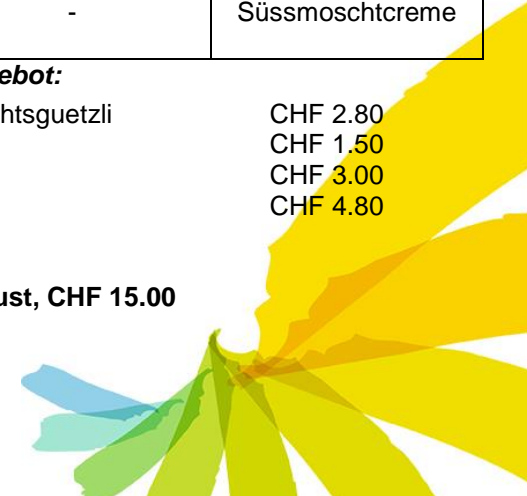 - Süssmoschtcreme
ebot:
htsguetzli CHF 2.80
CHF 1.50
CHF 3.00
CHF 4.80
ust, CHF 15.00